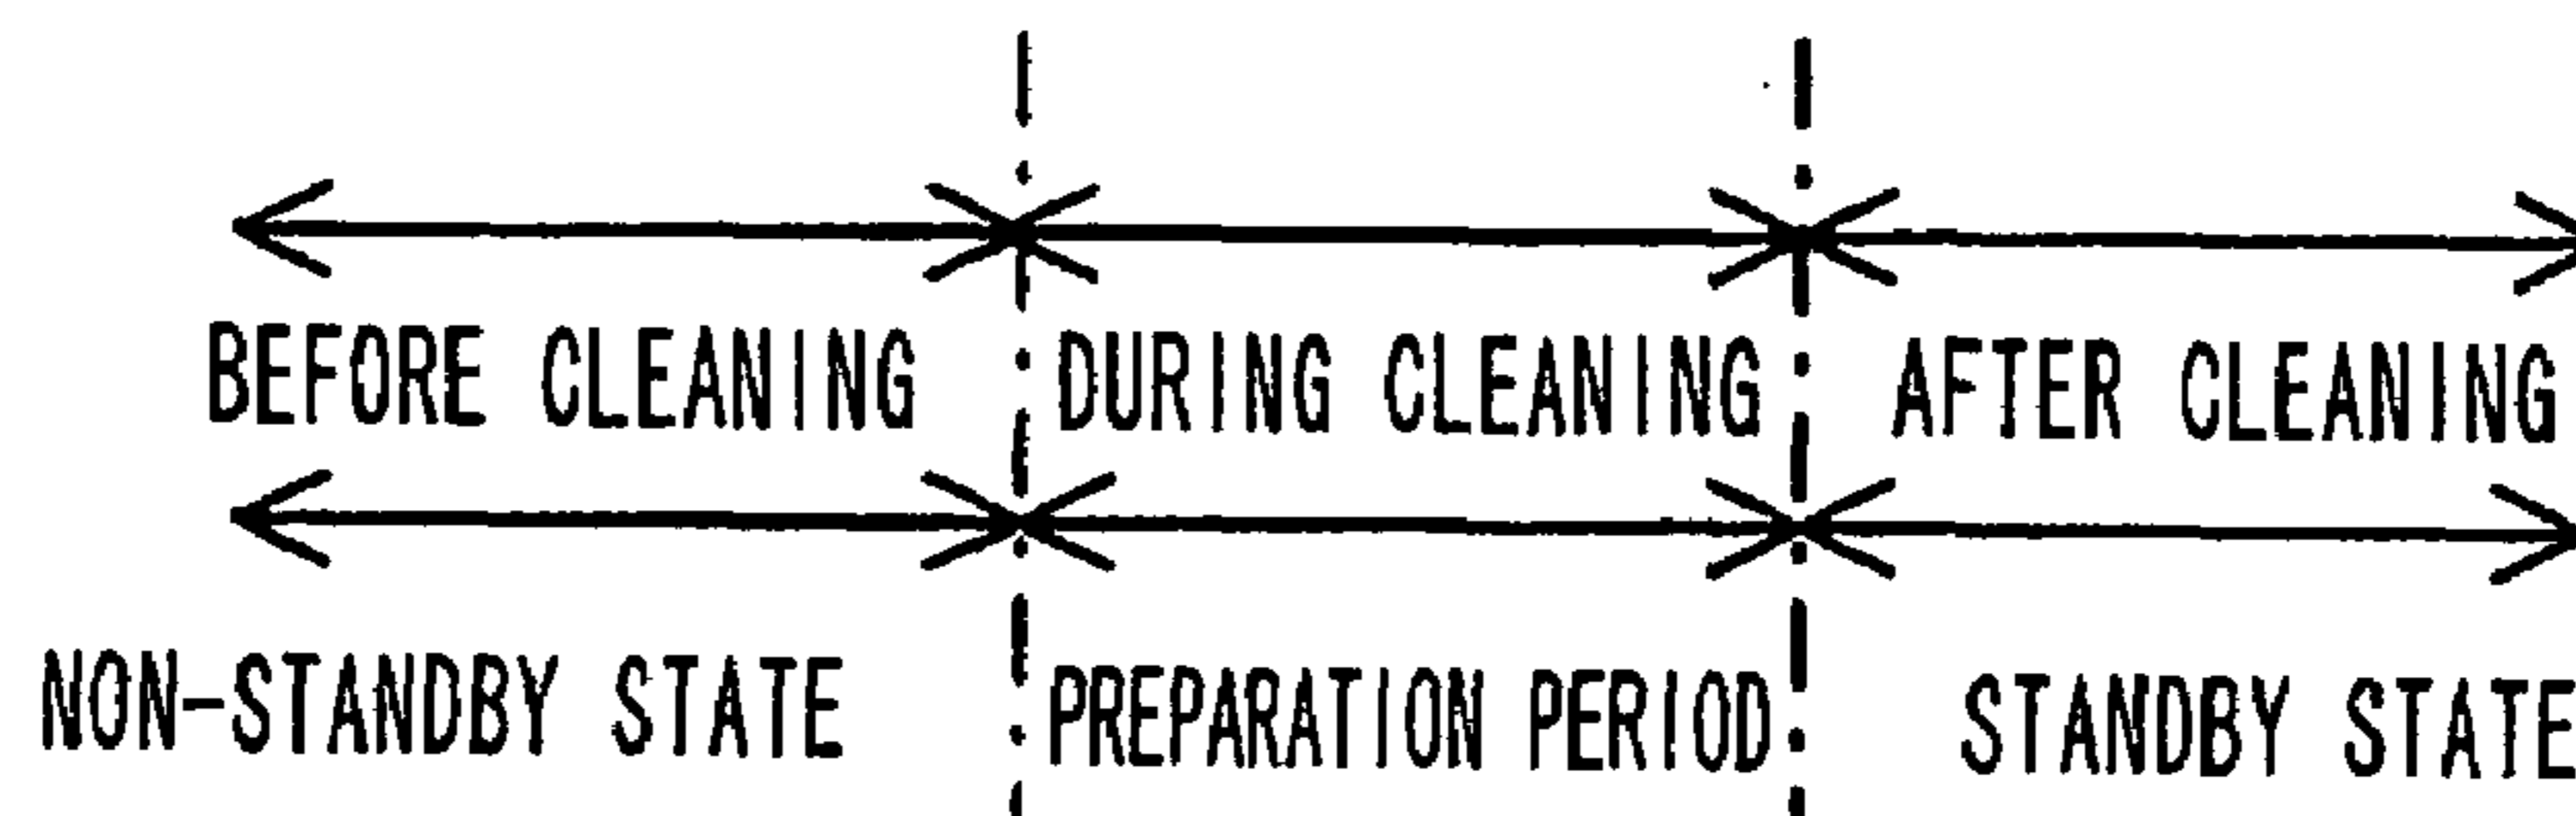 BEFORE CLEANING DURING CLEANING AFTER CLEANING
NON-STANDBY STATE PREPARATION PERIOD STANDBY STATE